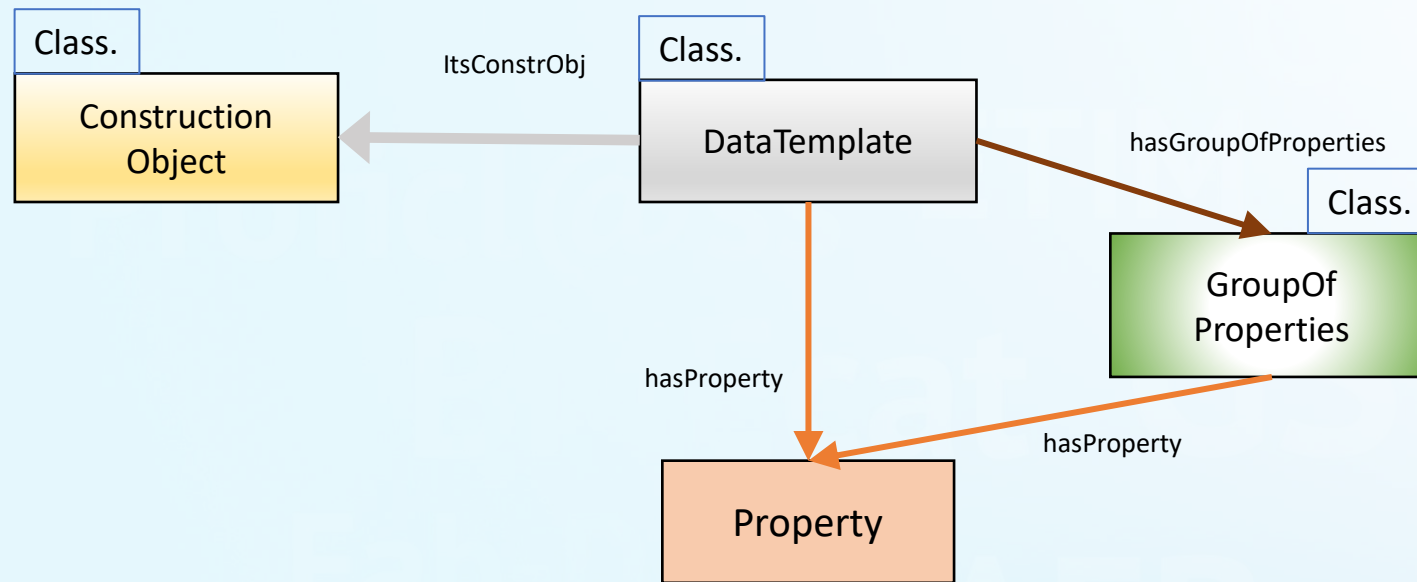 Class.
Construction
Object
ItsConstrObj
Class.
DataTemplate
hasGroupOfProperties
Class.
GroupOf
Properties
hasProperty
hasProperty
Property